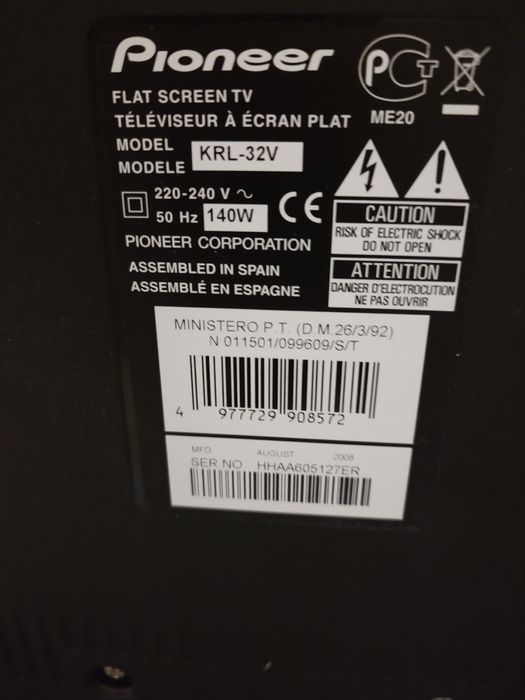 Pioneer
PCT
ME20
FLAT SCREEN TV
TÉLÉVISEUR À ÉCRAN PLAT
MODEL
MODELE
KRL-32V
220-240 V ~
50 Hz 140W
CE
PIONEER CORPORATION
ASSEMBLED IN SPAIN
ASSEMBLÉ EN ESPAGNE
!
CAUTION
RISK OF ELECTRIC SHOCK
DO NOT OPEN
ATTENTION
DANGER D'ELECTROCUTION
NE PAS OUVRIR
MINISTERO P.T. (D.M.26/3/92)
N 011501/099609/S/T
4 977729 908572
MFD AUGUST 2008
SER.NO HHAA605127ER